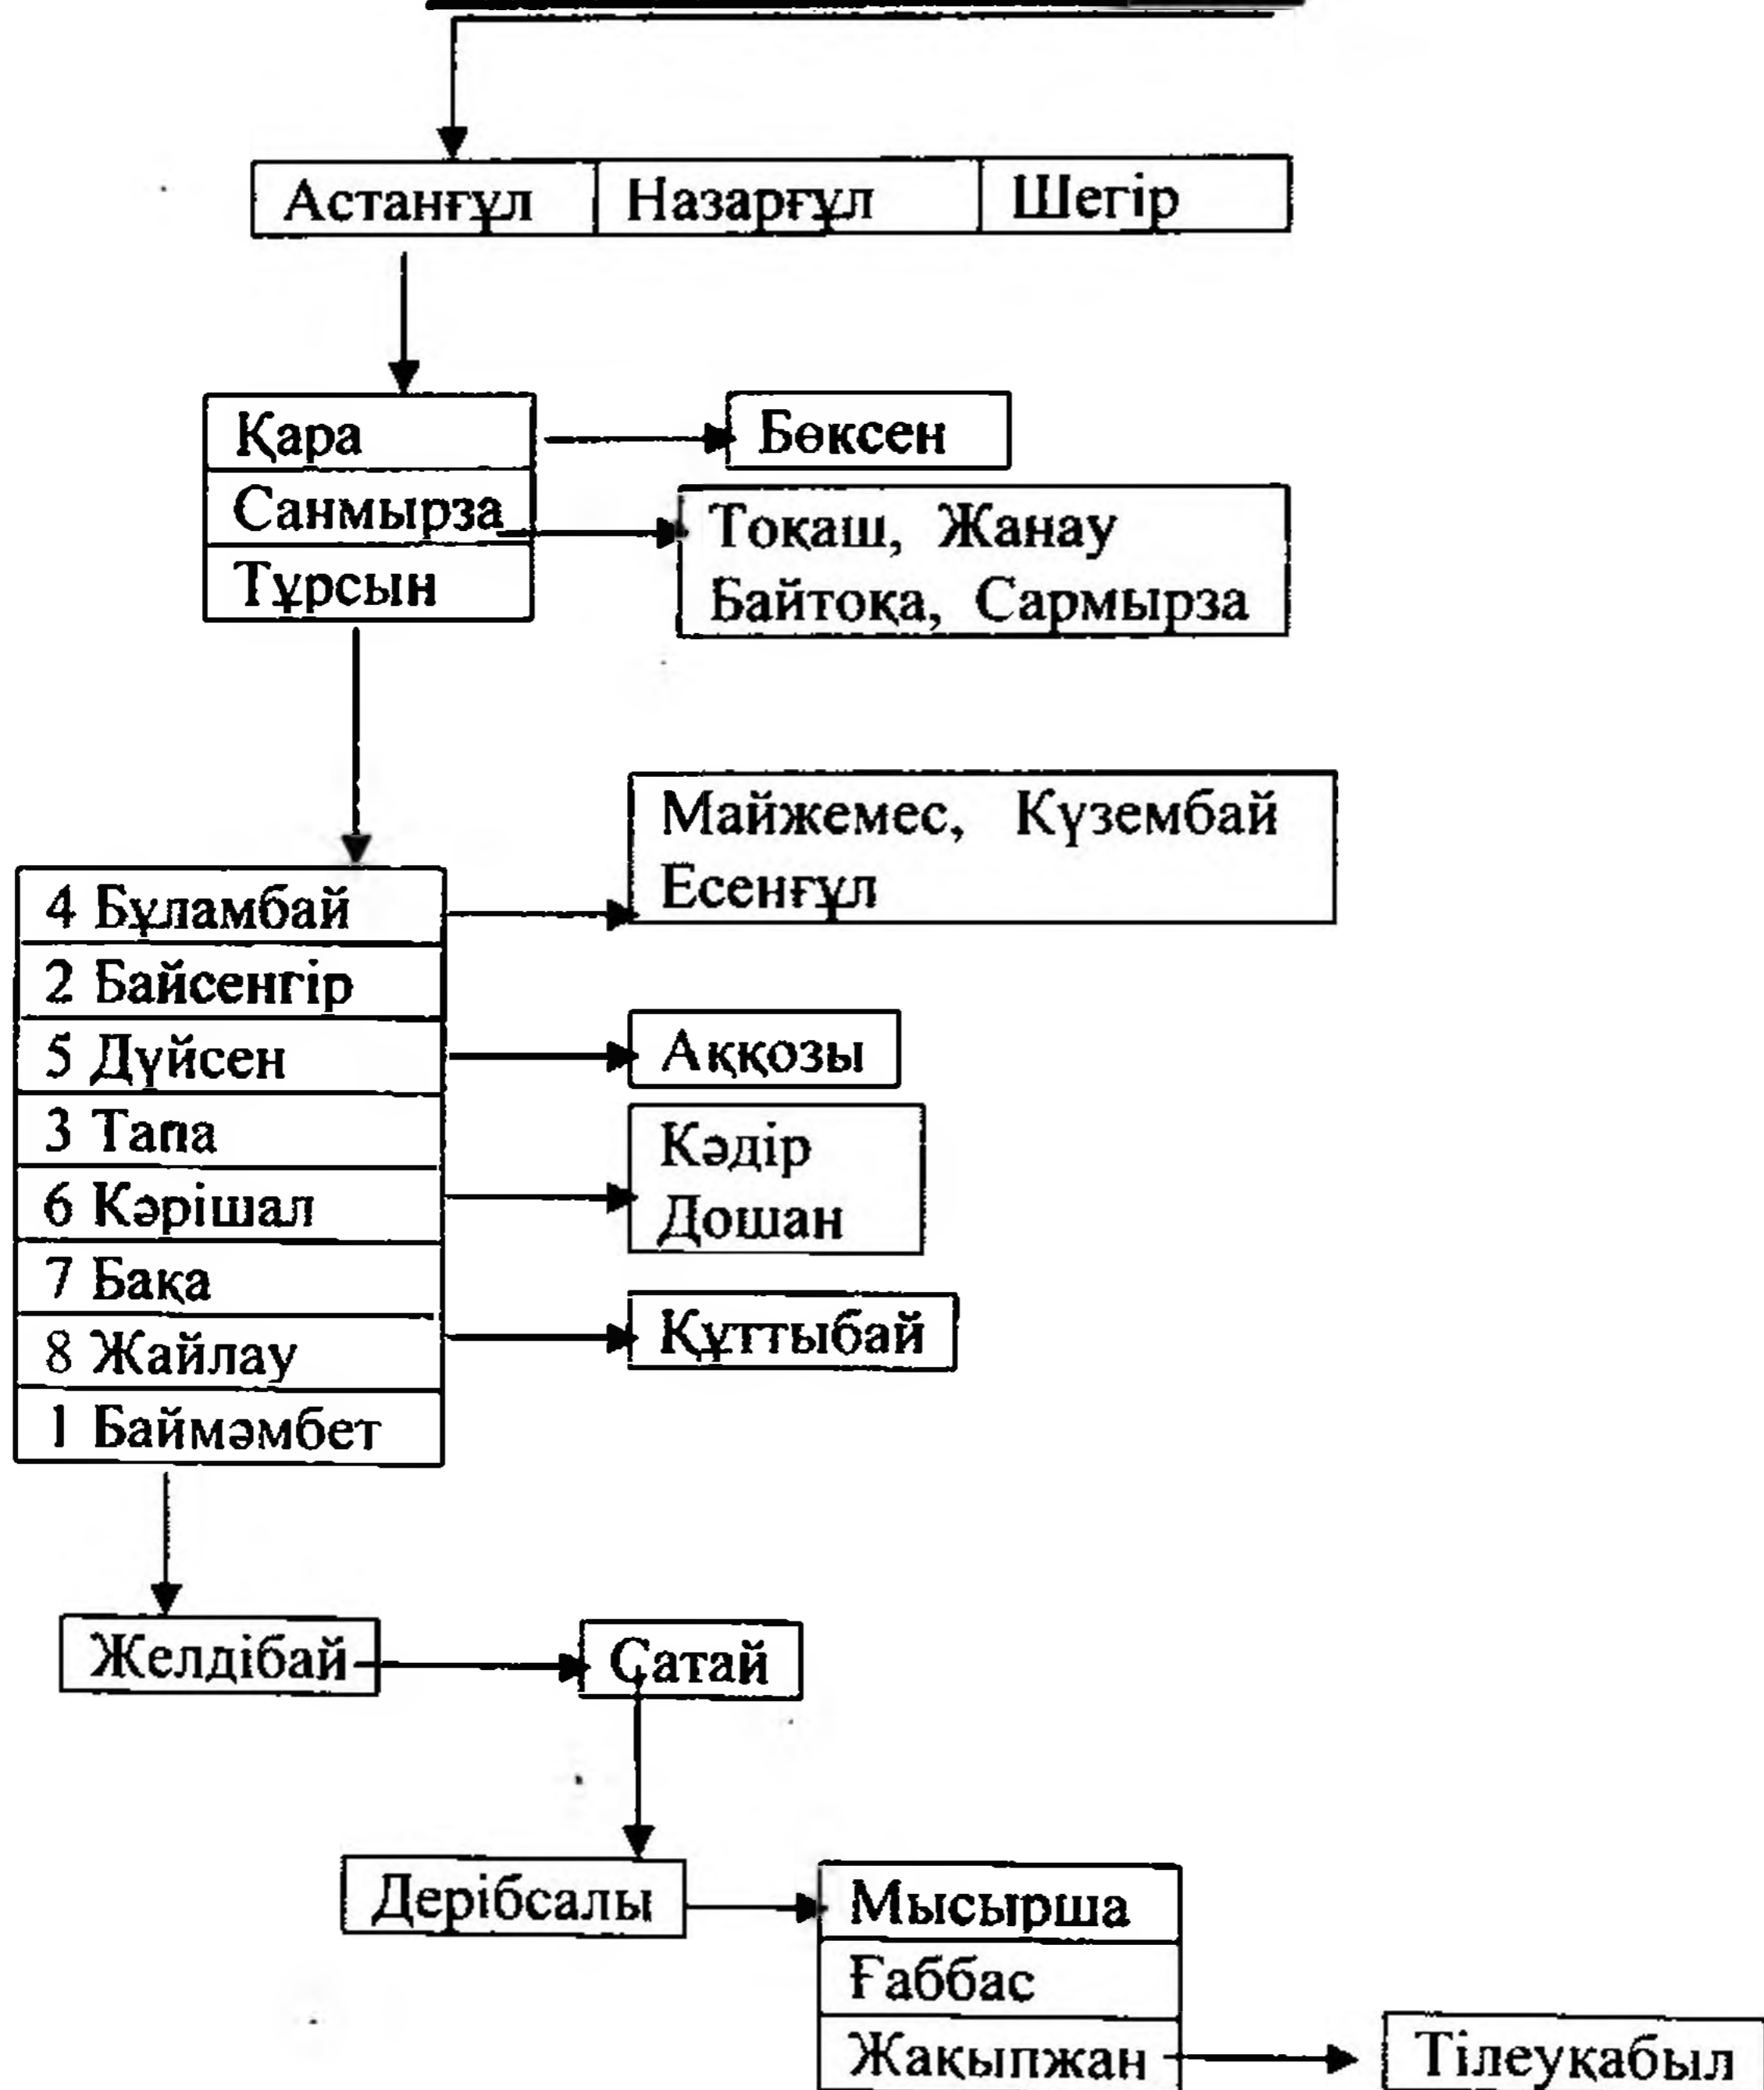 Астанғұл Назарғұл Шегір
Қара
Бөксен
Санмырза
Тұрсын
Тоқаш, Жанау
Байтоқа, Сармырза
Майжемес, Күзембай
Есенғұл
4 Бұламбай
2 Байсенгір
5 Дүйсен
3 Тапа
6 Кәрішал
7 Бақа
8 Жайлау
1 Баймәмбет
Аққозы
Кәдір
Дошан
Құттыбай
Желдібай
Сатай
Дерібсалы
Мысырша
Ғаббас
Жақыпжан
Тілеуқабыл